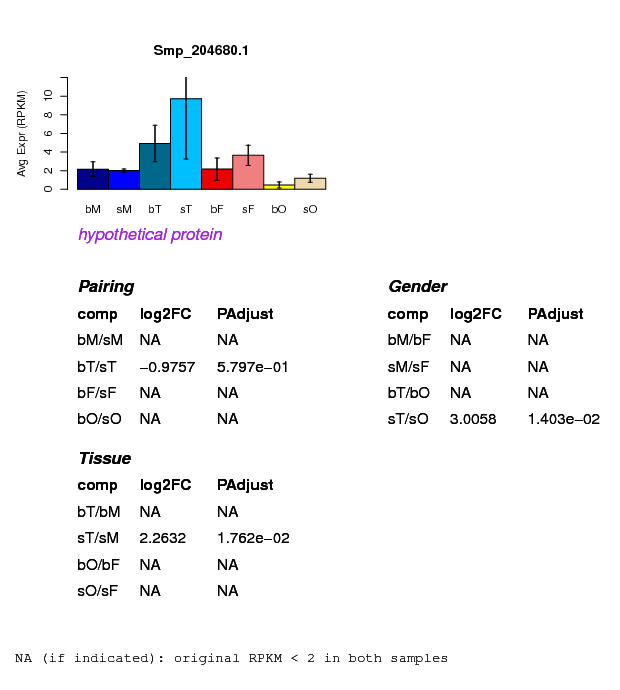 Smp_204680.1
Avg Expr (RPKM)
0 2 4 6 8 10
bM sM bT sT bF sF bO sO
hypothetical protein
Pairing
comp log2FC PAdjust
bM/sM NA NA
bT/sT −0.9757 5.797e−01
bF/sF NA NA
bO/sO NA NA
Gender
comp log2FC PAdjust
bM/bF NA NA
sM/sF NA NA
bT/bO NA NA
sT/sO 3.0058 1.403e−02
Tissue
comp log2FC PAdjust
bT/bM NA NA
sT/sM 2.2632 1.762e−02
bO/bF NA NA
sO/sF NA NA
NA (if indicated): original RPKM < 2 in both samples